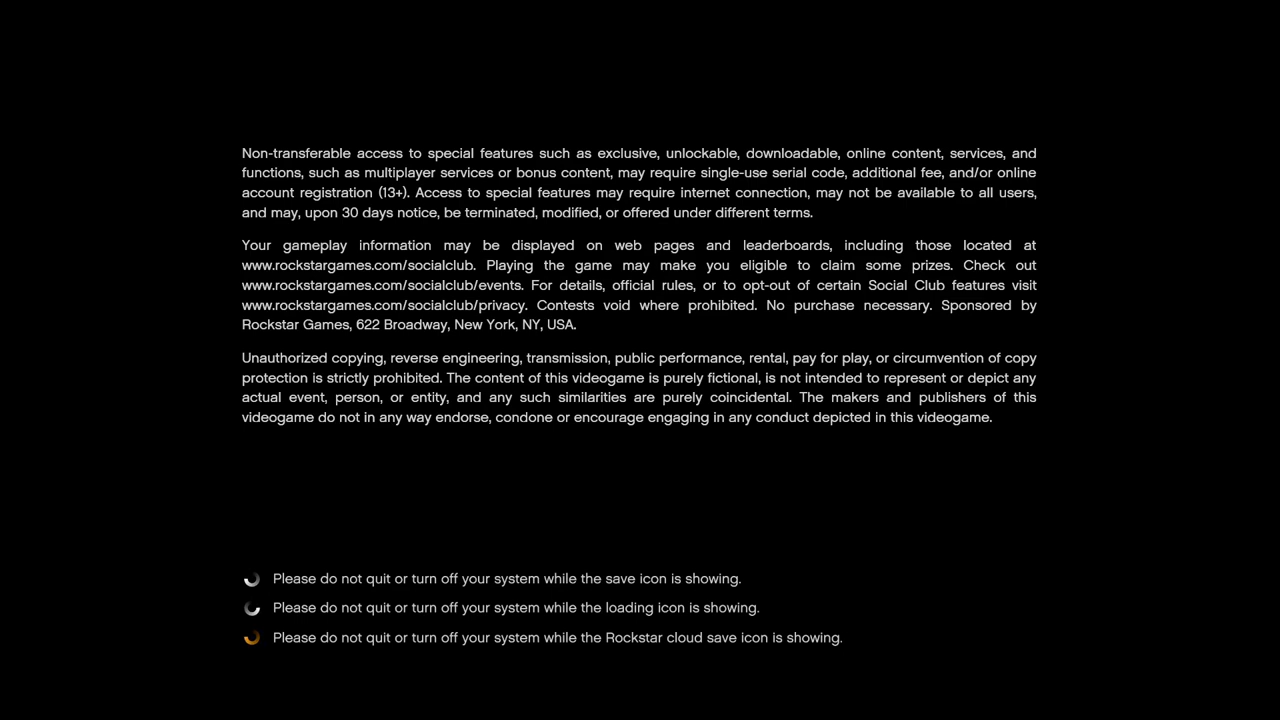 Non-transferable access to special features such as exclusive, unlockable, downloadable, online content, services, and
functions, such as multiplayer services or bonus content, may require single-use serial code, additional fee, and/or online
account registration (13+). Access to special features may require internet connection, may not be available to all users,
and may, upon 30 days notice, be terminated, modified, or offered under different terms.
Your gameplay information may be displayed on web pages and leaderboards, including those located at
www.rockstargames.com/socialclub. Playing the game may make you eligible to claim some prizes. Check out
www.rockstargames.com/socialclub/events. For details, official rules, or to opt-out of certain Social Club features visit
www.rockstargames.com/socialclub/privacy. Contests void where prohibited. No purchase necessary. Sponsored by
Rockstar Games, 622 Broadway, New York, NY, USA.
Unauthorized copying, reverse engineering, transmission, public performance, rental, pay for play, or circumvention of copy
protection is strictly prohibited. The content of this videogame is purely fictional, is not intended to represent or depict any
actual event, person, or entity, and any such similarities are purely coincidental. The makers and publishers of this
videogame do not in any way endorse, condone or encourage engaging in any conduct depicted in this videogame.
Please do not quit or turn off your system while the save icon is showing.
Please do not quit or turn off your system while the loading icon is showing.
Please do not quit or turn off your system while the Rockstar cloud save icon is showing.